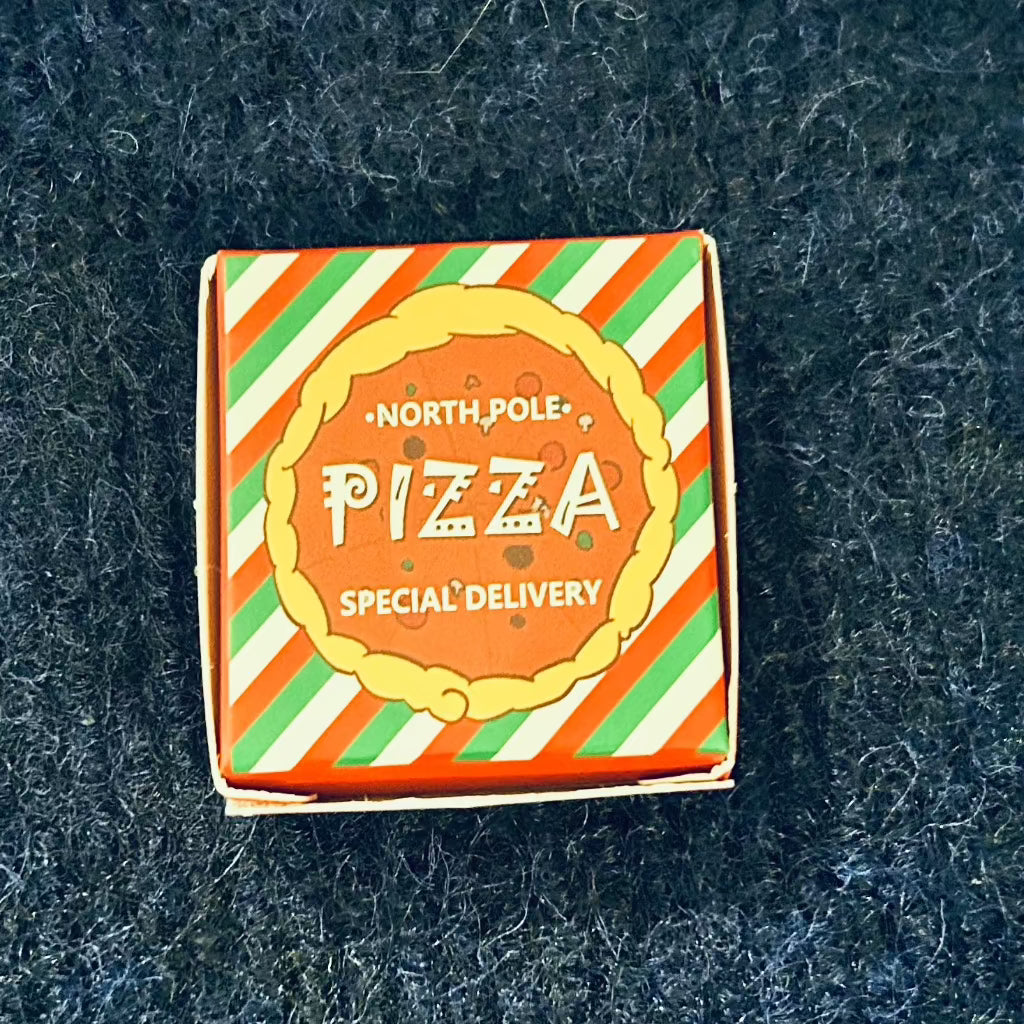 •NORTH POLE•
PIZZA
SPECIAL DELIVERY